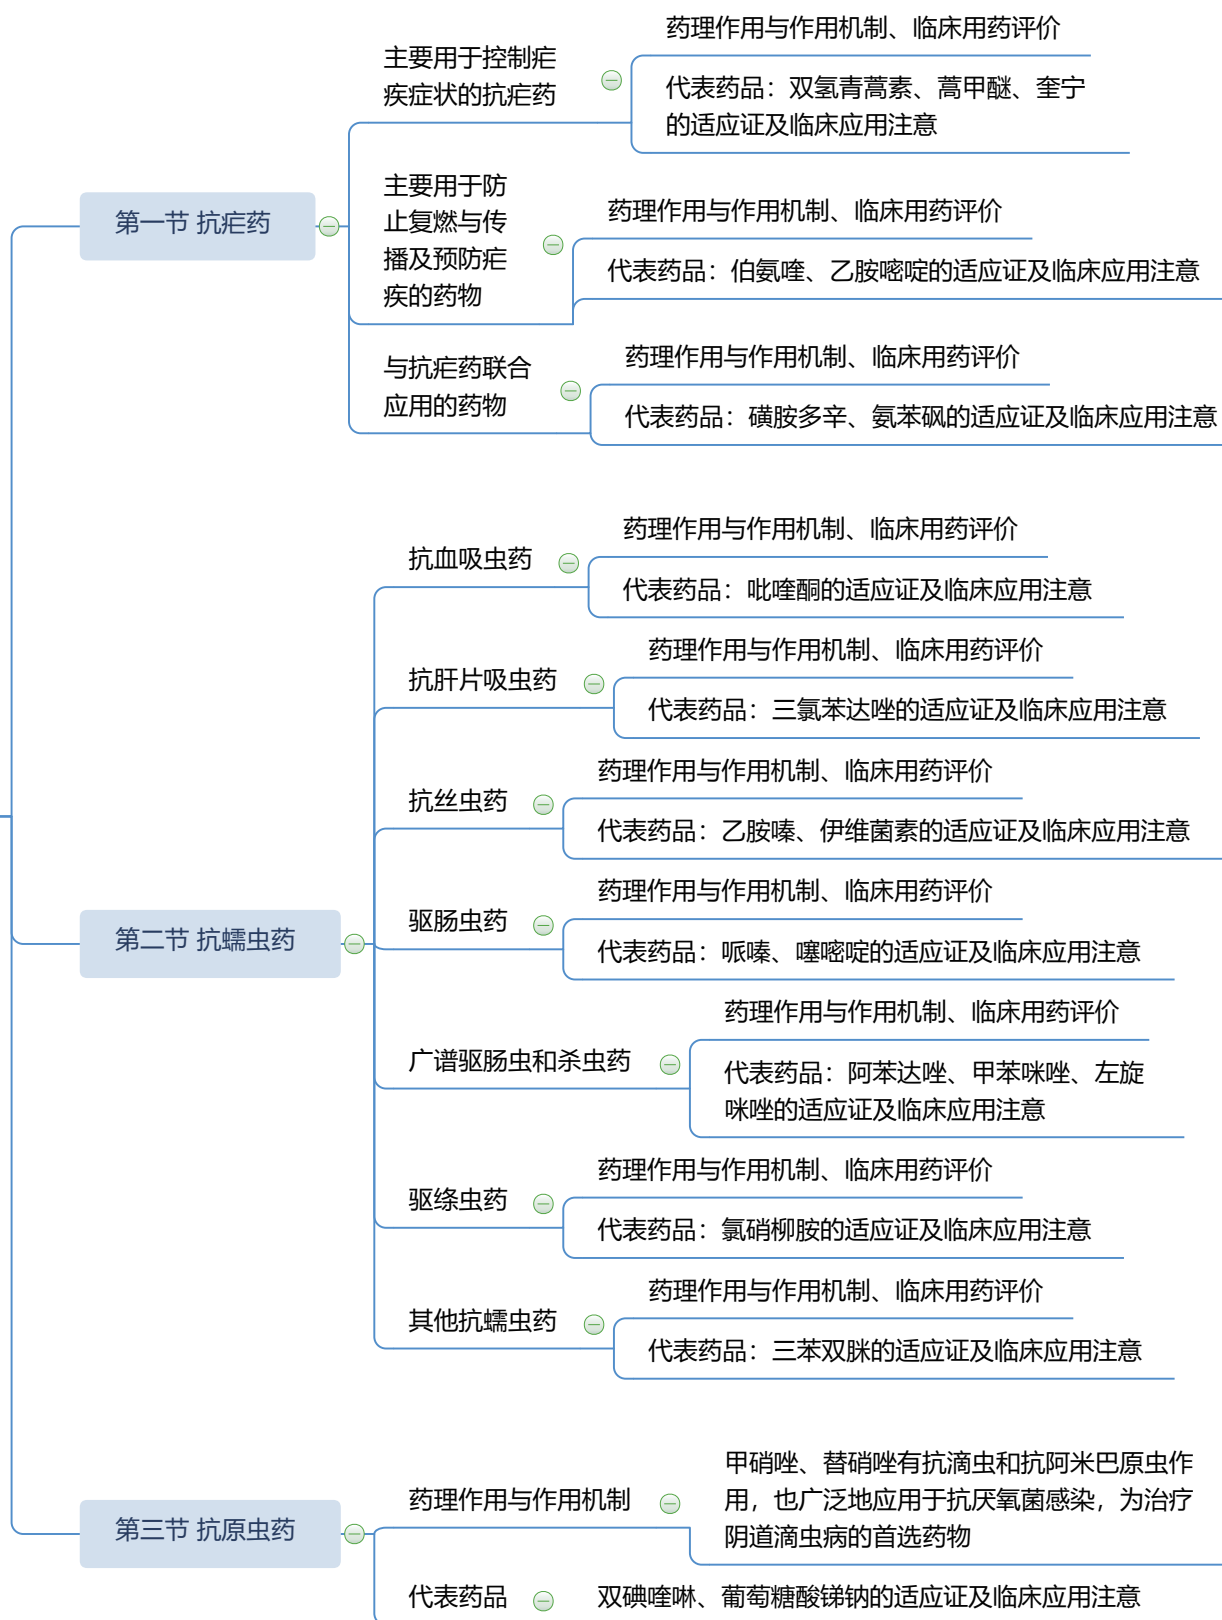 第一节 抗疟药
主要用于控制疟
疾症状的抗疟药
药理作用与作用机制、临床用药评价
代表药品：双氢青蒿素、蒿甲醚、奎宁
的适应证及临床应用注意
主要用于防
止复燃与传
播及预防疟
疾的药物
药理作用与作用机制、临床用药评价
代表药品：伯氨喹、乙胺嘧啶的适应证及临床应用注意
与抗疟药联合
应用的药物
药理作用与作用机制、临床用药评价
代表药品：磺胺多辛、氨苯砜的适应证及临床应用注意
第二节 抗蠕虫药
抗血吸虫药
药理作用与作用机制、临床用药评价
代表药品：吡喹酮的适应证及临床应用注意
抗肝片吸虫药
药理作用与作用机制、临床用药评价
代表药品：三氯苯达唑的适应证及临床应用注意
抗丝虫药
药理作用与作用机制、临床用药评价
代表药品：乙胺嗪、伊维菌素的适应证及临床应用注意
驱肠虫药
药理作用与作用机制、临床用药评价
代表药品：哌嗪、噻嘧啶的适应证及临床应用注意
广谱驱肠虫和杀虫药
药理作用与作用机制、临床用药评价
代表药品：阿苯达唑、甲苯咪唑、左旋
咪唑的适应证及临床应用注意
驱绦虫药
药理作用与作用机制、临床用药评价
代表药品：氯硝柳胺的适应证及临床应用注意
其他抗蠕虫药
药理作用与作用机制、临床用药评价
代表药品：三苯双脒的适应证及临床应用注意
第三节 抗原虫药
药理作用与作用机制
甲硝唑、替硝唑有抗滴虫和抗阿米巴原虫作
用，也广泛地应用于抗厌氧菌感染，为治疗
阴道滴虫病的首选药物
代表药品
双碘喹啉、葡萄糖酸锑钠的适应证及临床应用注意